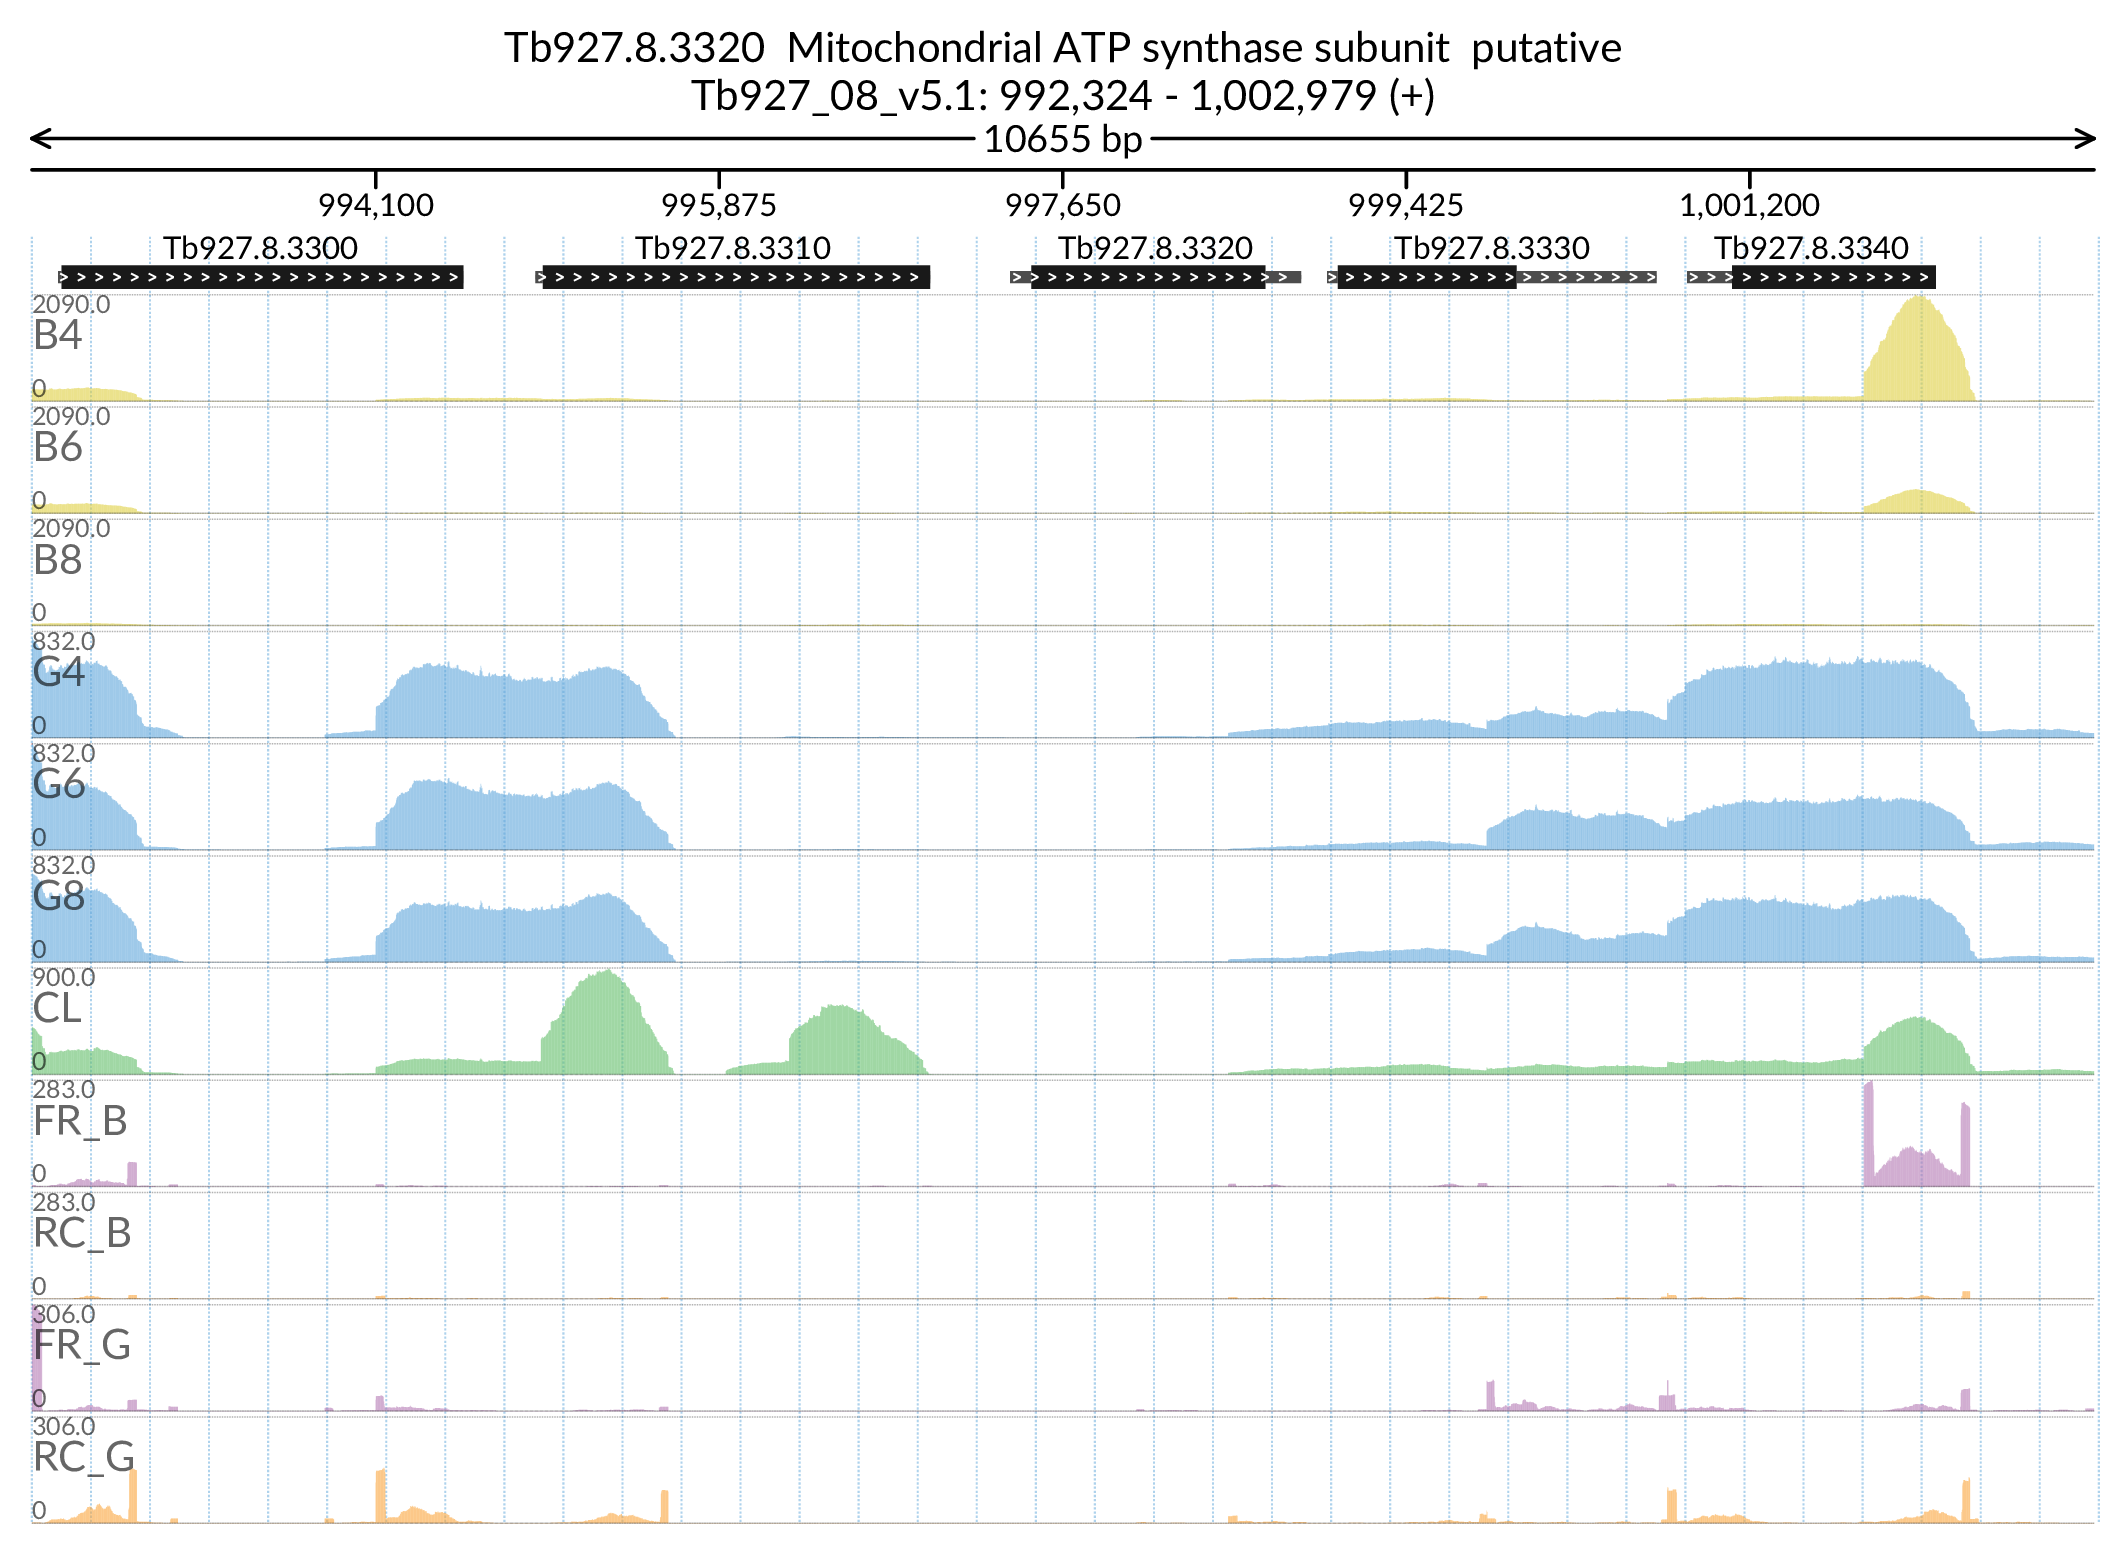 Tb927.8.3320  Mitochondrial ATP synthase subunit  putative
Tb927_08_v5.1: 992,324 - 1,002,979 (+)
10655 bp
994,100 995,875 997,650 999,425 1,001,200
Tb927.8.3300 Tb927.8.3310 Tb927.8.3320 Tb927.8.3330 Tb927.8.3340
2090.0
B4
0
2090.0
B6
0
2090.0
B8
0
832.0
G4
0
832.0
G6
0
832.0
G8
0
900.0
CL
0
283.0
FR_B
0
283.0
RC_B
0
306.0
FR_G
0
306.0
RC_G
0